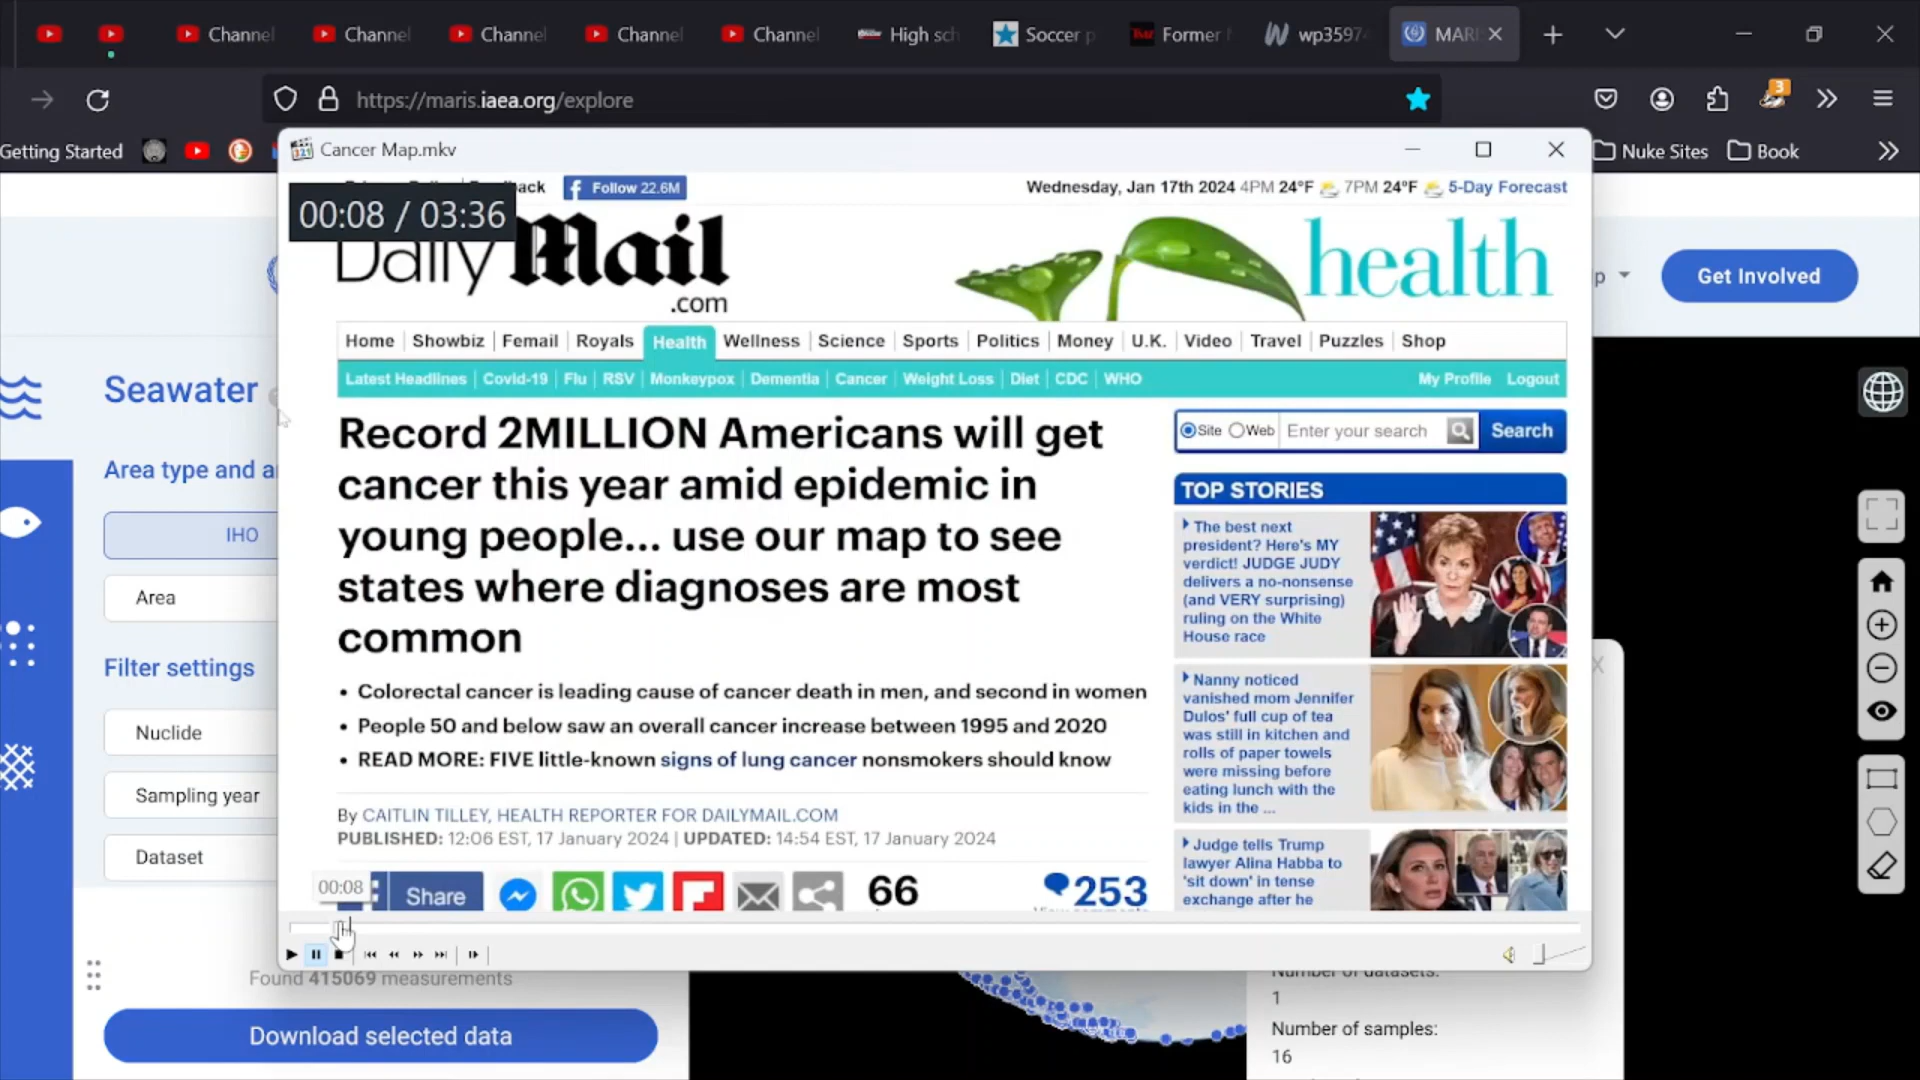 Channel
Channel
Channel
Channel
Channel
High sch
Soccer p
Former
wp3597
MARI
https://maris.iaea.org/explore
3
Getting Started
Nuke Sites
Book
Cancer Map.mkv
00:08 / 03:36
Follow 22.6M
Wednesday, Jan 17th 2024 4PM 24°F 7PM 24°F 5-Day Forecast
Daily Mail
.com
health
Home Showbiz Femail Royals Health Wellness Science Sports Politics Money U.K. Video Travel Puzzles Shop
Latest Headlines Covid-19 Flu RSV Monkeypox Dementia Cancer Weight Loss Diet CDC WHO My Profile Logout
Record 2MILLION Americans will get
cancer this year amid epidemic in
young people... use our map to see
states where diagnoses are most
common
• Colorectal cancer is leading cause of cancer death in men, and second in women
• People 50 and below saw an overall cancer increase between 1995 and 2020
• READ MORE: FIVE little-known signs of lung cancer nonsmokers should know
By CAITLIN TILLEY, HEALTH REPORTER FOR DAILYMAIL.COM
PUBLISHED: 12:06 EST, 17 January 2024 | UPDATED: 14:54 EST, 17 January 2024
Share
66
253
Site Web Enter your search Search
TOP STORIES
The best next
president? Here's MY
verdict! JUDGE JUDY
delivers a no-nonsense
(and VERY surprising)
ruling on the White
House race
Nanny noticed
vanished mom Jennifer
Dulos' full cup of tea
was still in kitchen and
rolls of paper towels
were missing before
eating lunch with the
kids in the ...
Judge tells Trump
lawyer Alina Habba to
'sit down' in tense
exchange after he
00:08
Get Involved
Seawater
Area type and a
IHO
Area
Filter settings
Nuclide
Sampling year
Dataset
Found 415069 measurements
Download selected data
Number of datasets:
1
Number of samples:
16